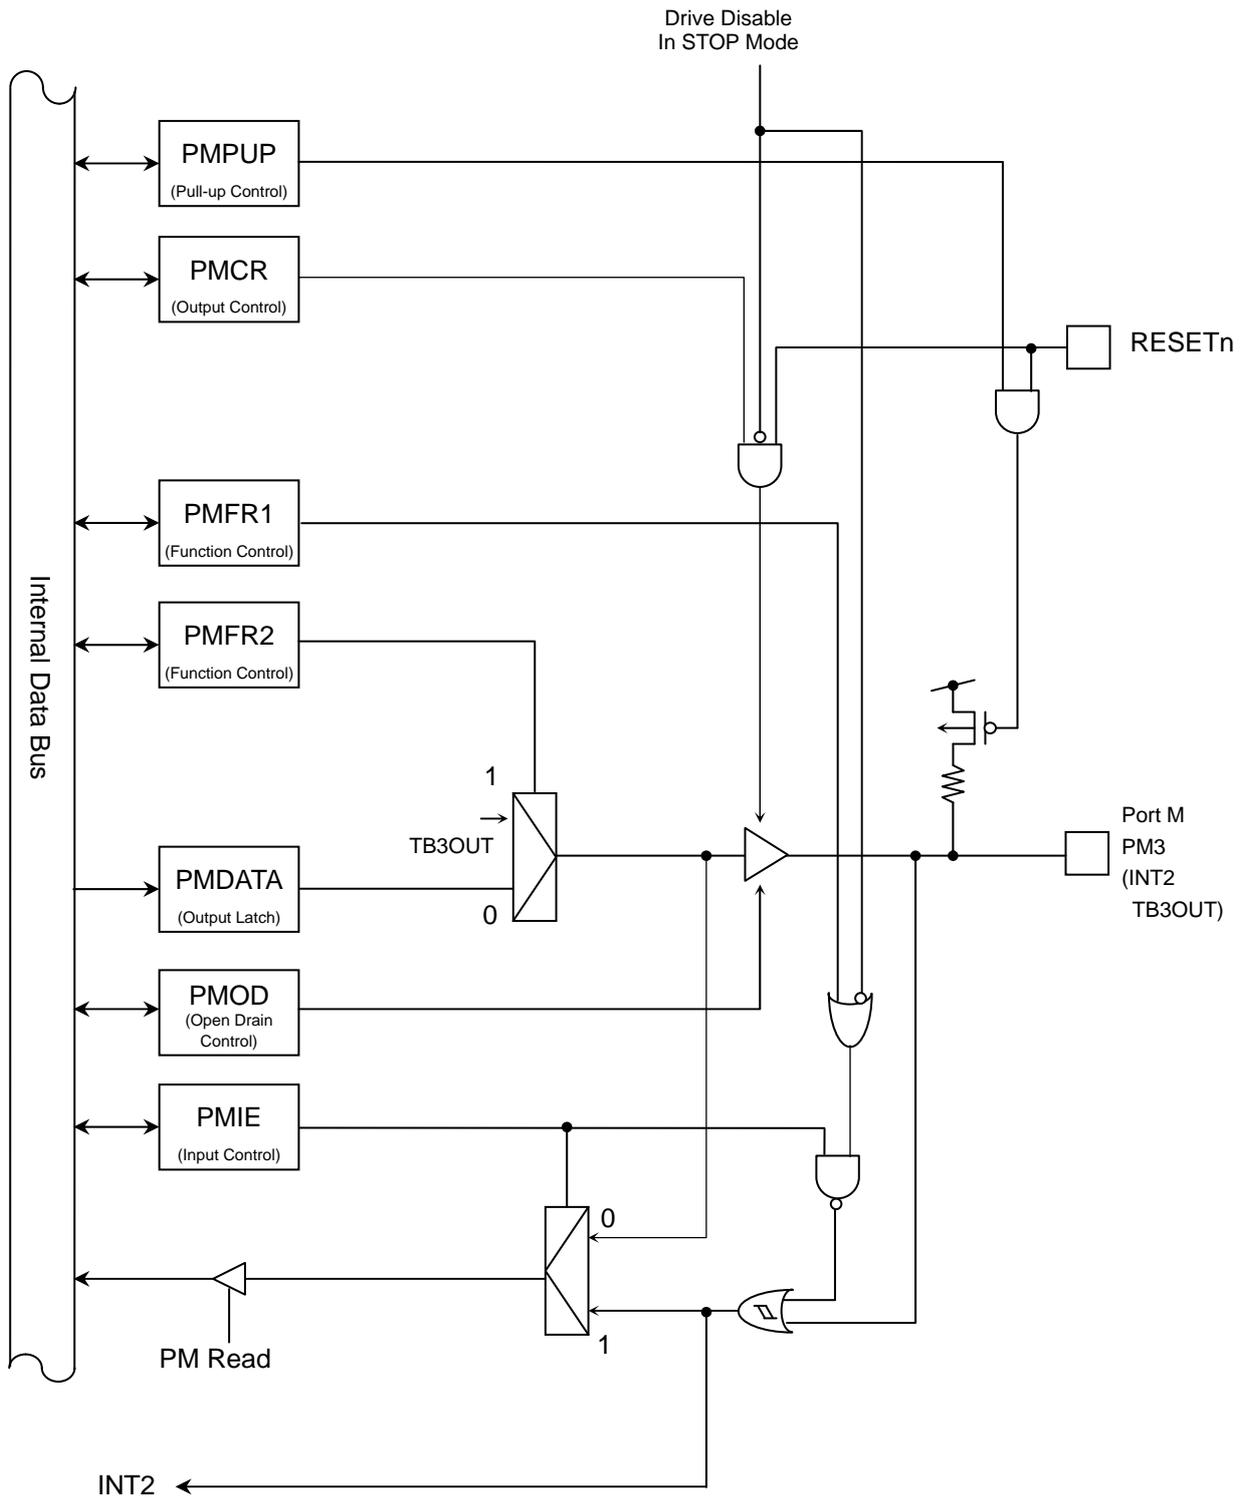 Drive Disable
In STOP Mode
PMPUP
(Pull-up Control)
PMCR
(Output Control)
RESETn
PMFR1
(Function Control)
PMFR2
(Function Control)
Internal Data Bus
1
TB3OUT
PMDATA
(Output Latch)
0
Port M
PM3
(INT2
TB3OUT)
PMOD
(Open Drain
Control)
PMIE
(Input Control)
0
1
PM Read
INT2